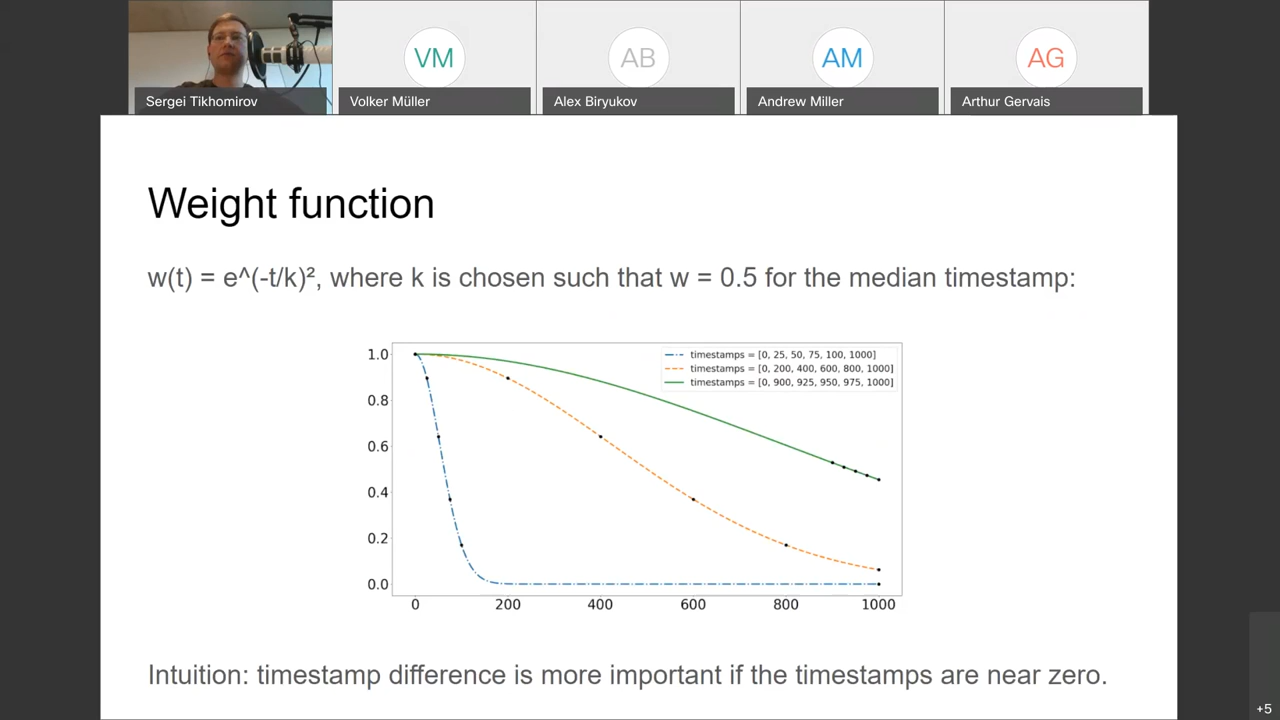 VM
AB
AM
AG
Sergei Tikhomirov
Volker Müller
Alex Biryukov
Andrew Miller
Arthur Gervais
Weight function
w(t) = e^(-t/k)², where k is chosen such that w = 0.5 for the median timestamp:
1.0
0.8
0.6
0.4
0.2
0.0
timestamps = [0, 25, 50, 75, 100, 1000]
timestamps = [0, 200, 400, 600, 800, 1000]
timestamps = [0, 900, 925, 950, 975, 1000]
0 200 400 600 800 1000
Intuition: timestamp difference is more important if the timestamps are near zero.
+5